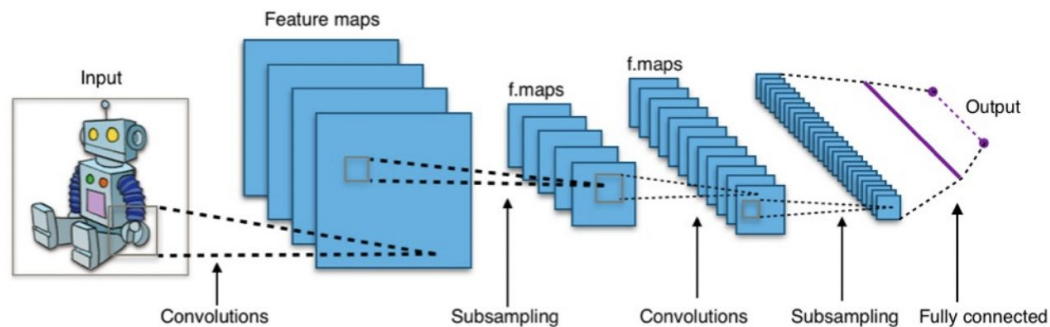 Feature maps
Input
f.maps
f.maps
Output
Convolutions
Subsampling
Convolutions
Subsampling
Fully connected